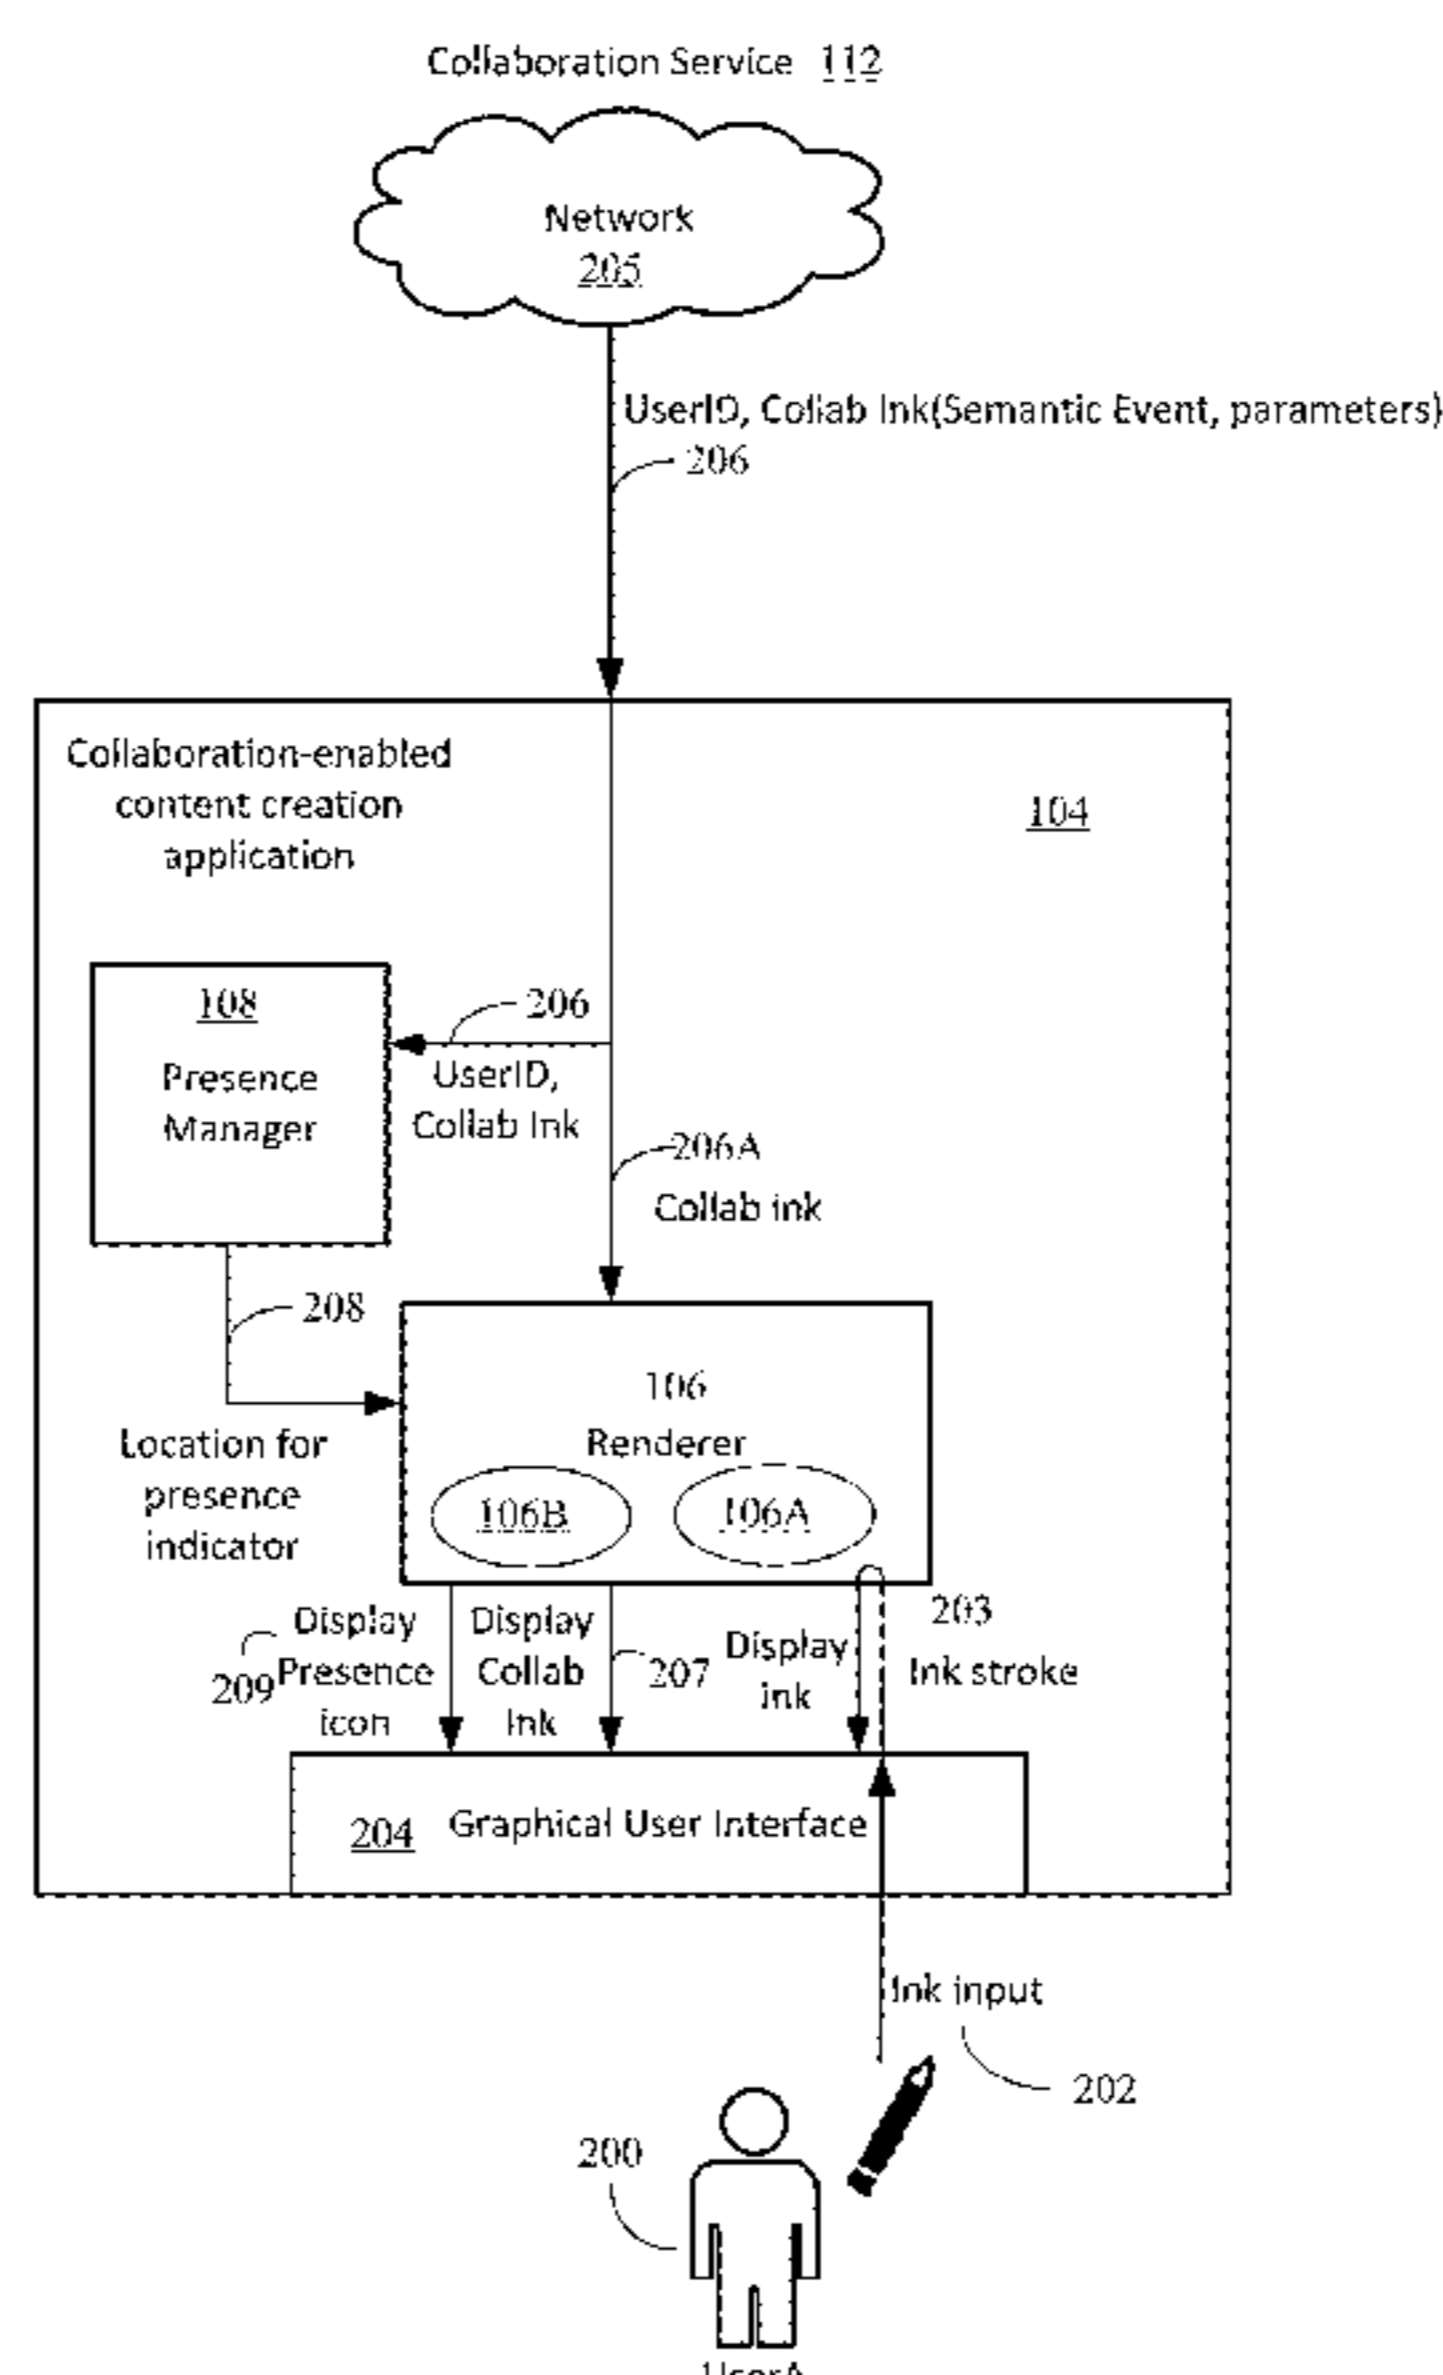 Collaboration Service 112
Network
205
UserID, Collab Ink(Semantic Event, parameters)
206
Collaboration-enabled
content creation
application
104
108
Presence
Manager
206
UserID,
Collab Ink
206A
Collab ink
208
Location for
presence
indicator
106
Renderer
106B
106A
209
Display
Presence
icon
Display
Collab
Ink
207
Display
ink
203
Ink stroke
204
Graphical User Interface
Ink input
202
200
UserA